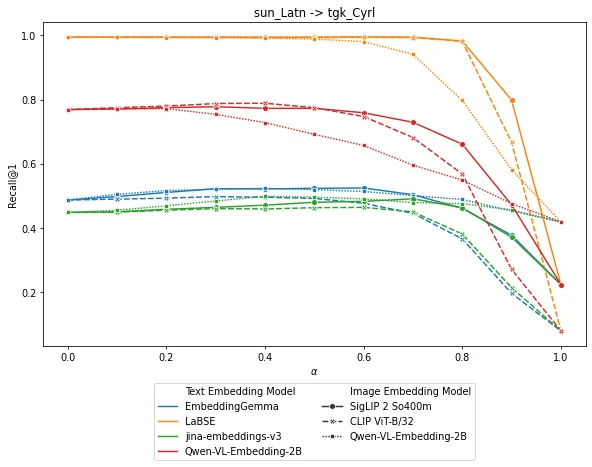 sun_Latn -> tgk_Cyrl
1.0
0.8
0.6
0.4
0.2
Recall@1
0.0 0.2 0.4 0.6 0.8 1.0
α
Text Embedding Model Image Embedding Model
EmbeddingGemma SigLIP 2 So400m
LaBSE CLIP ViT-B/32
jina-embeddings-v3 Qwen-VL-Embedding-2B
Qwen-VL-Embedding-2B